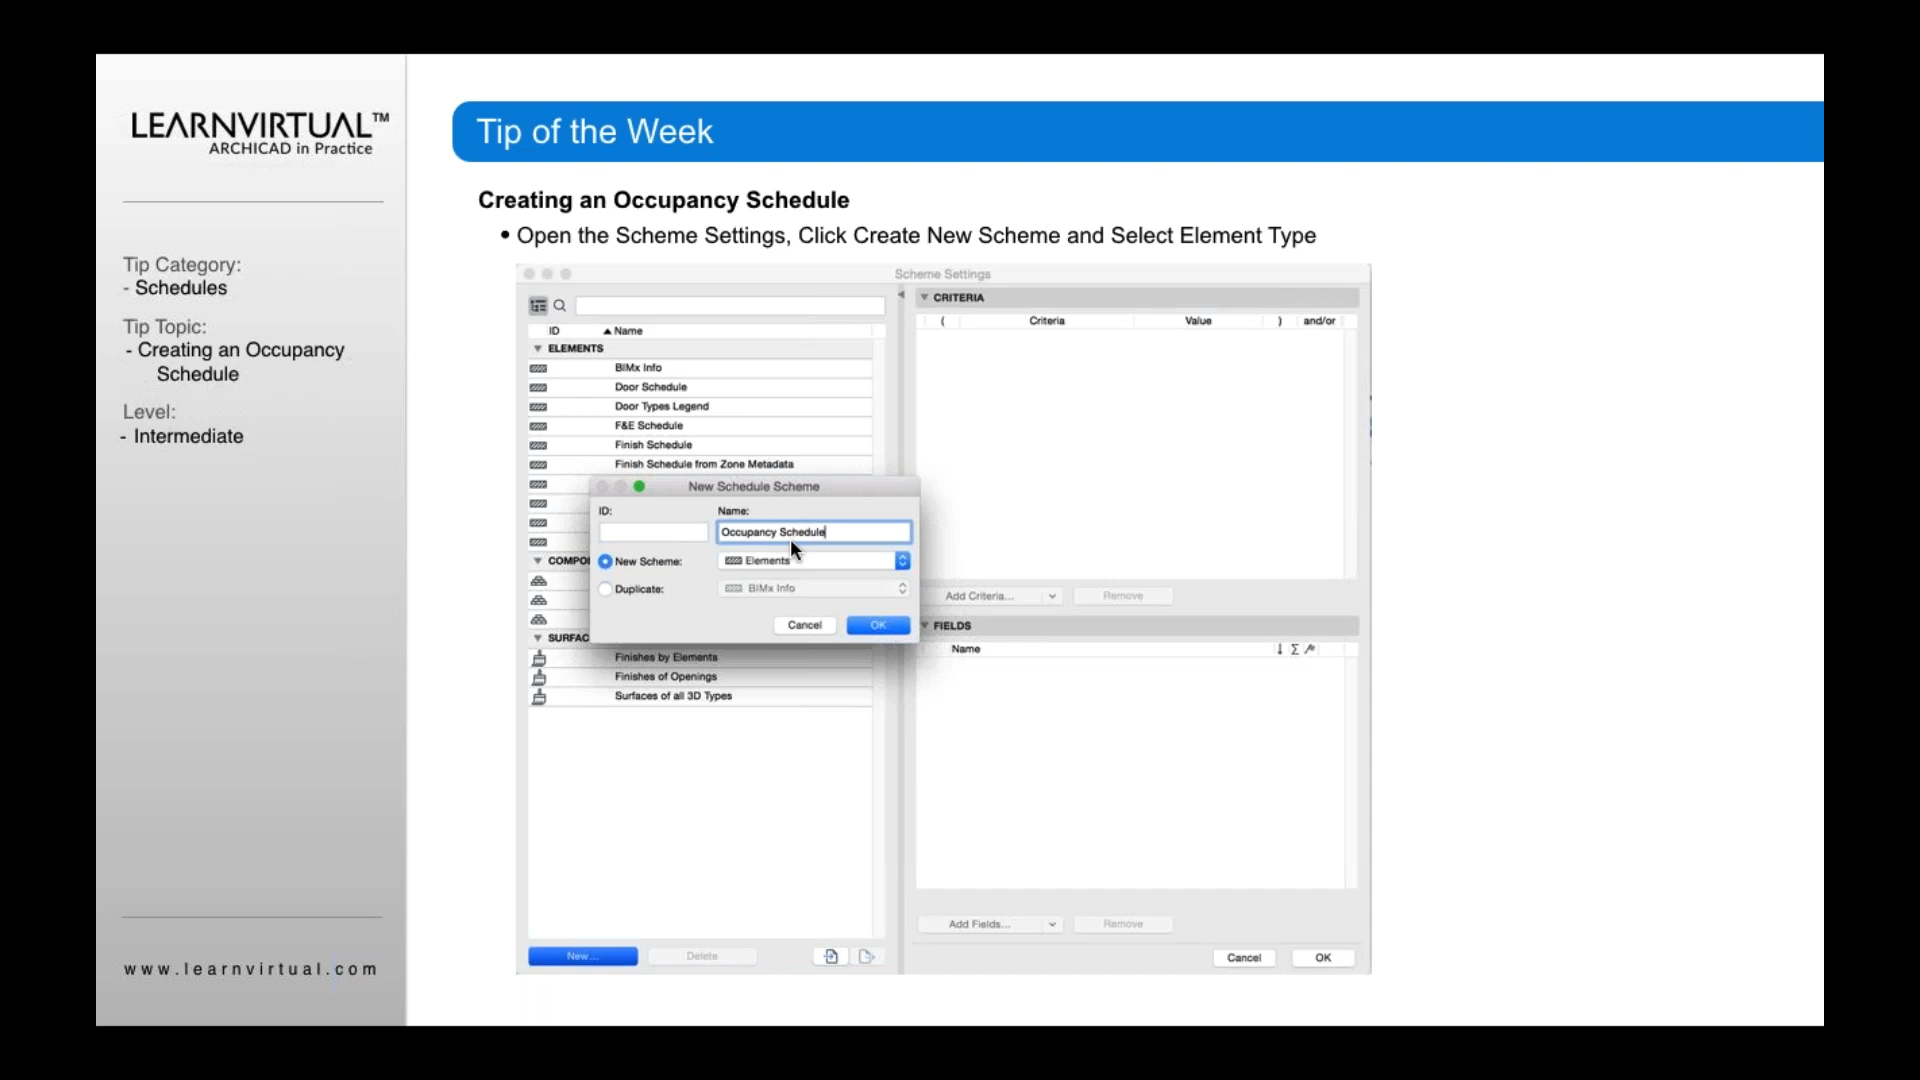 LEARNVIRTUAL™
ARCHICAD in Practice
Tip Category:
- Schedules
Tip Topic:
- Creating an Occupancy
Schedule
Level:
- Intermediate
www.learnvirtual.com
Tip of the Week
Creating an Occupancy Schedule
• Open the Scheme Settings, Click Create New Scheme and Select Element Type
Scheme Settings
ID Name
ELEMENTS
BIMx Info
Door Schedule
Door Types Legend
F&E Schedule
Finish Schedule
Finish Schedule from Zone Metadata
New Schedule Scheme
ID: Name:
Occupancy Schedule
New Scheme: Elements
Duplicate: BIMx Info
Cancel OK
COMPO
SURFAC
Finishes by Elements
Finishes of Openings
Surfaces of all 3D Types
New... Delete
CRITERIA
( Criteria Value ) and/or
Add Criteria... Remove
FIELDS
Name
Add Fields... Remove
Cancel OK